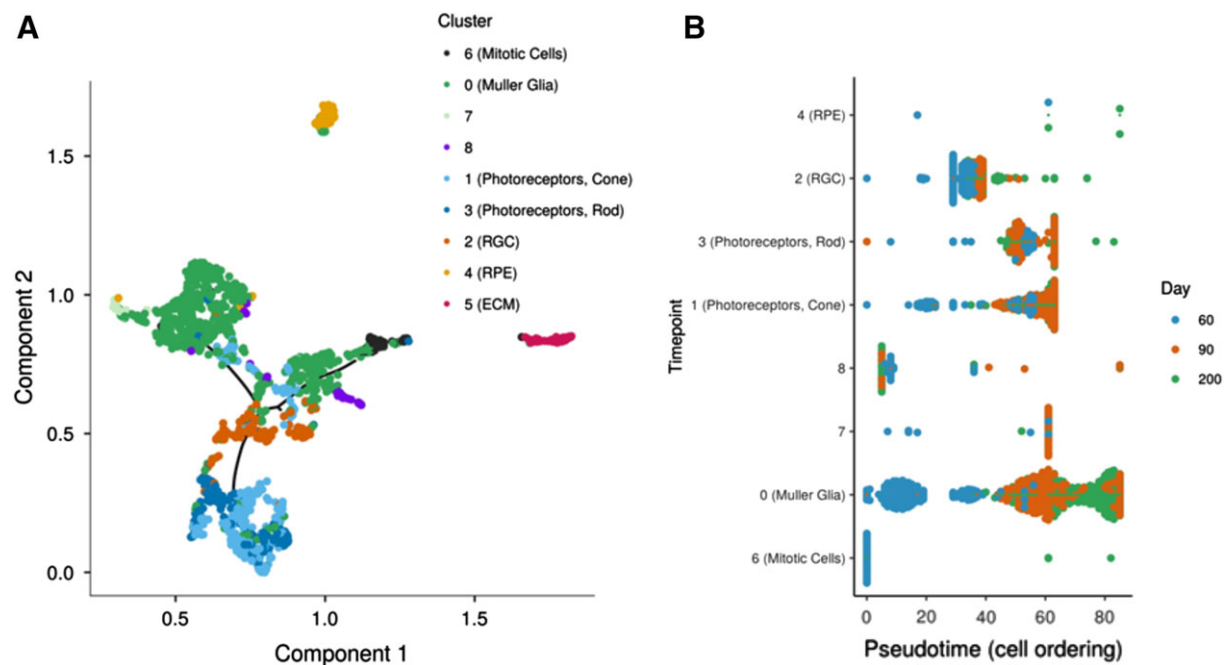 A
Cluster
6 (Mitotic Cells)
0 (Muller Glia)
7
8
1 (Photoreceptors, Cone)
3 (Photoreceptors, Rod)
2 (RGC)
4 (RPE)
5 (ECM)
Component 2
1.5
1.0
0.5
0.0
0.5
1.0
1.5
Component 1
B
Timepoint
4 (RPE)
2 (RGC)
3 (Photoreceptors, Rod)
1 (Photoreceptors, Cone)
8
7
0 (Muller Glia)
6 (Mitotic Cells)
0
20
40
60
80
Pseudotime (cell ordering)
Day
60
90
200